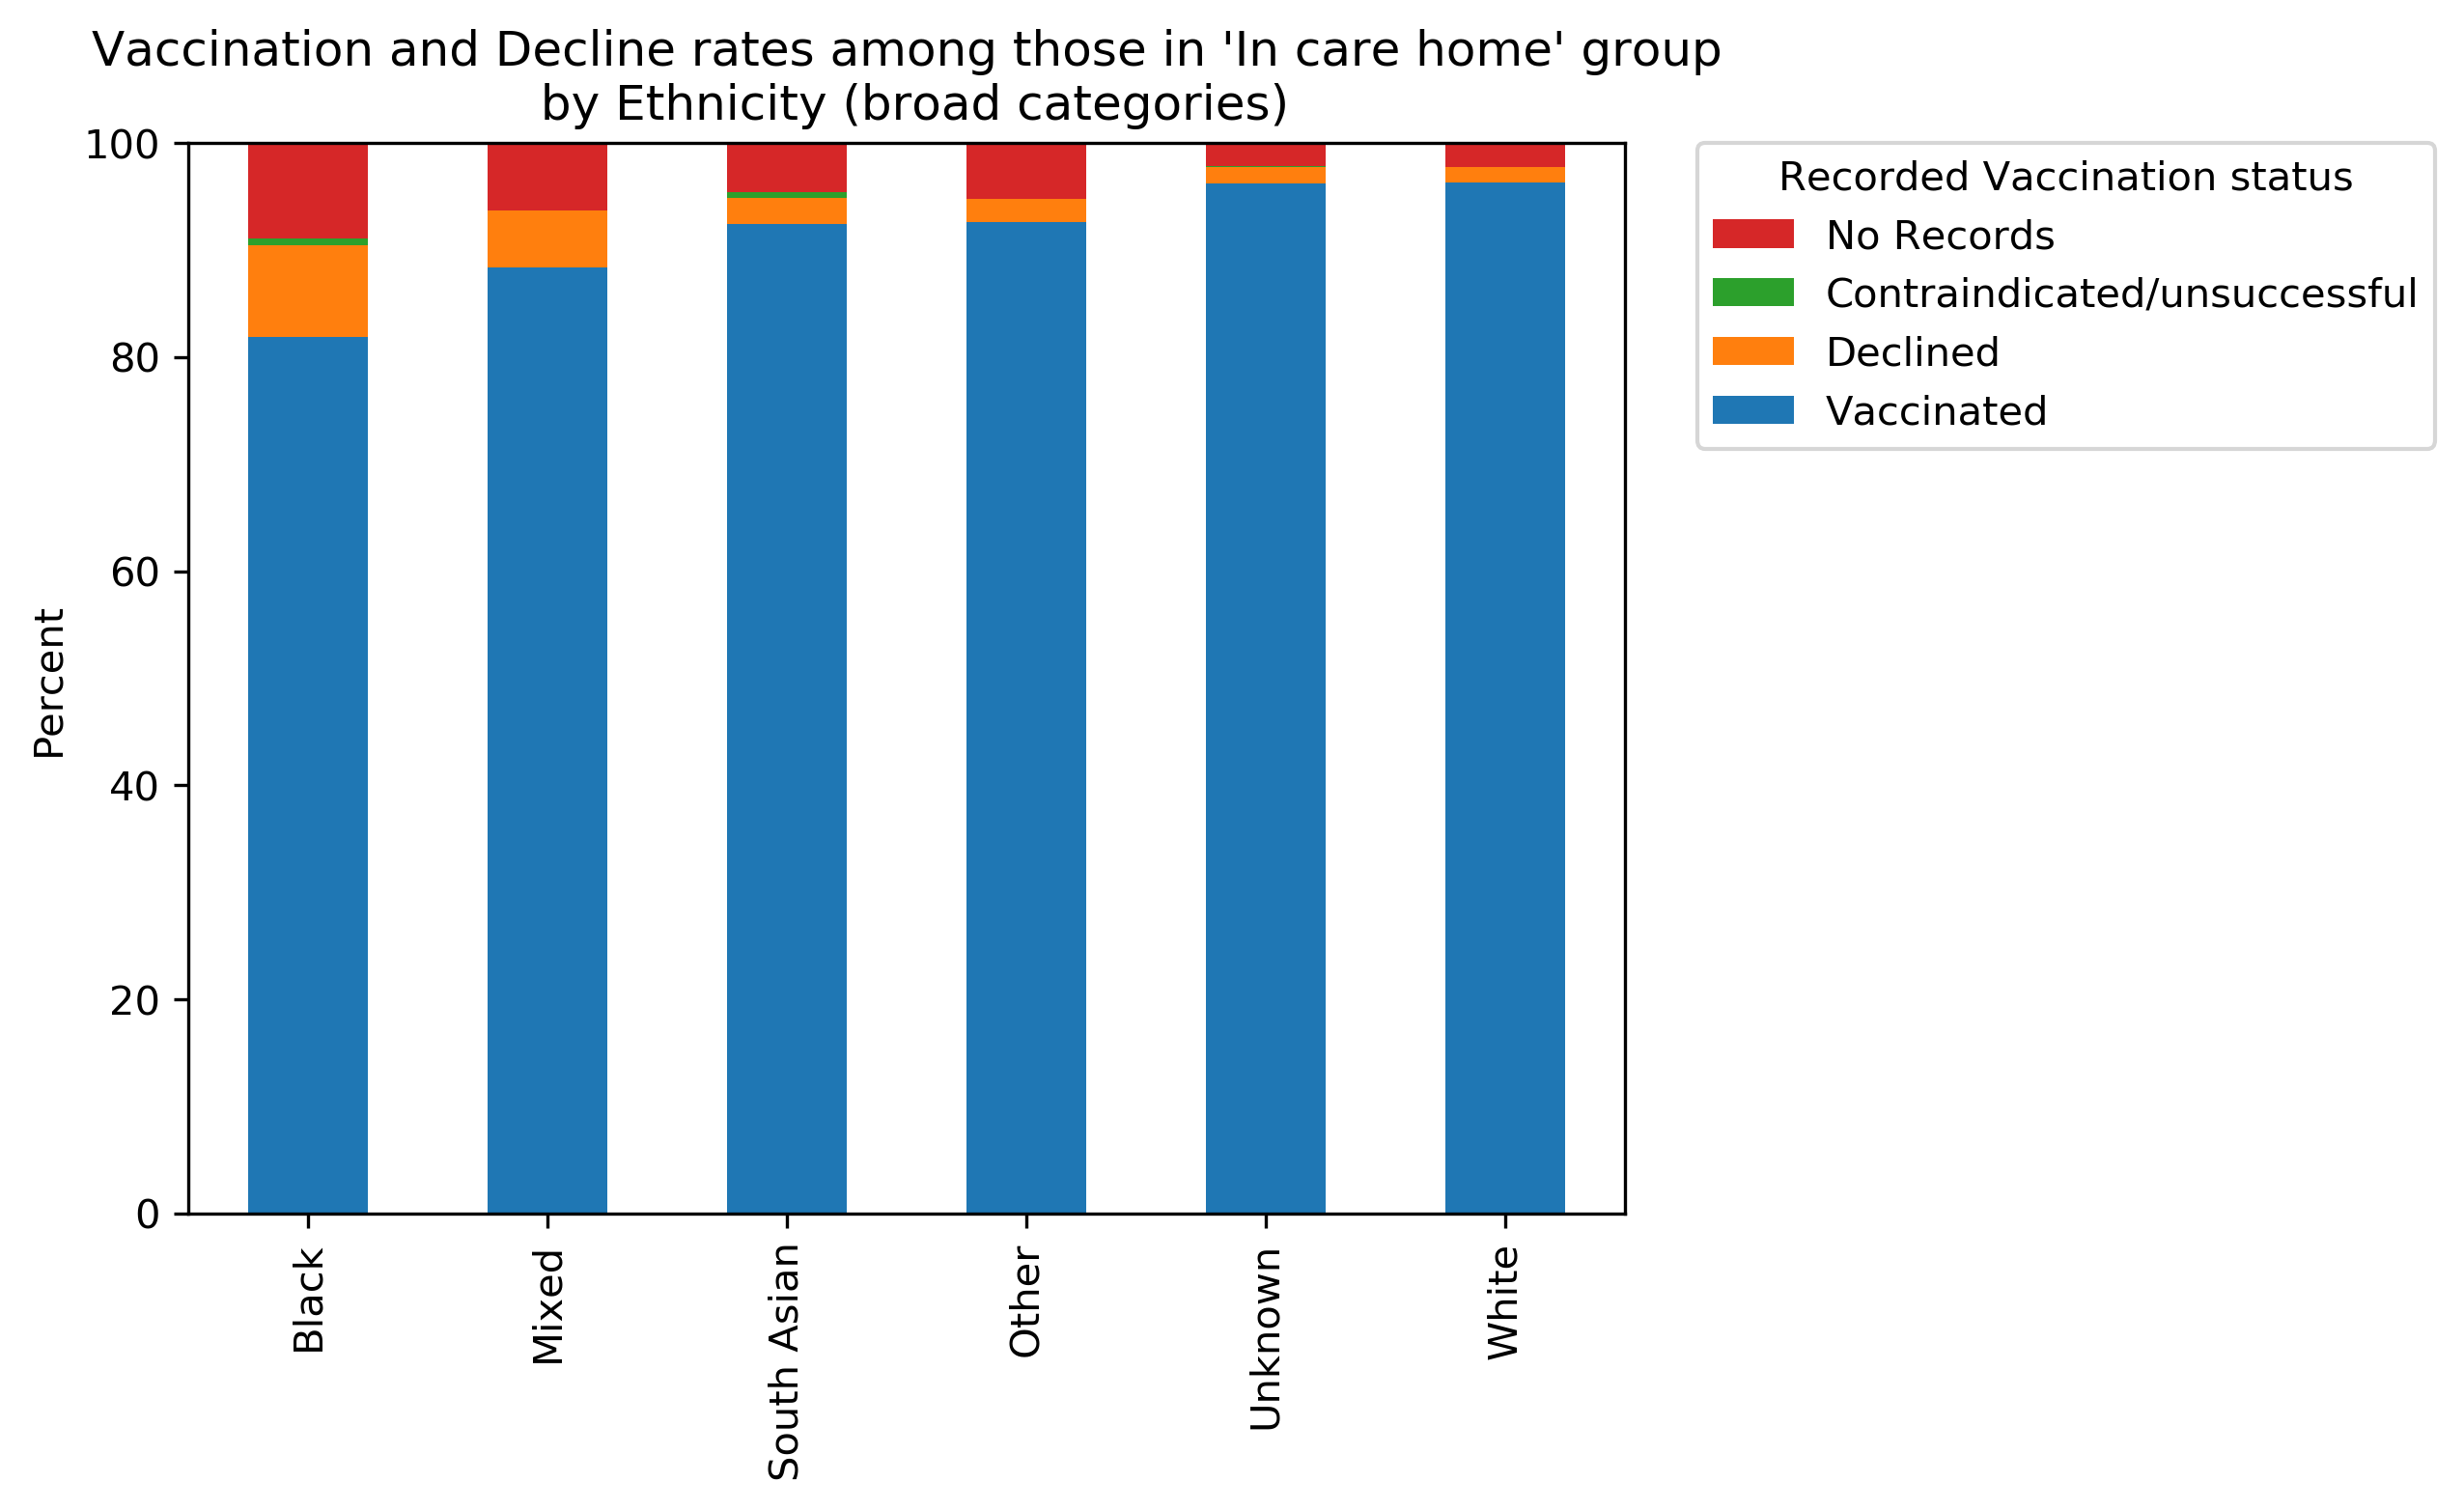 Vaccination and Decline rates among those in 'In care home' group
by Ethnicity (broad categories)
100
80
60
40
20
0
Percent
Black
Mixed
South Asian
Other
Unknown
White
Recorded Vaccination status
No Records
Contraindicated/unsuccessful
Declined
Vaccinated